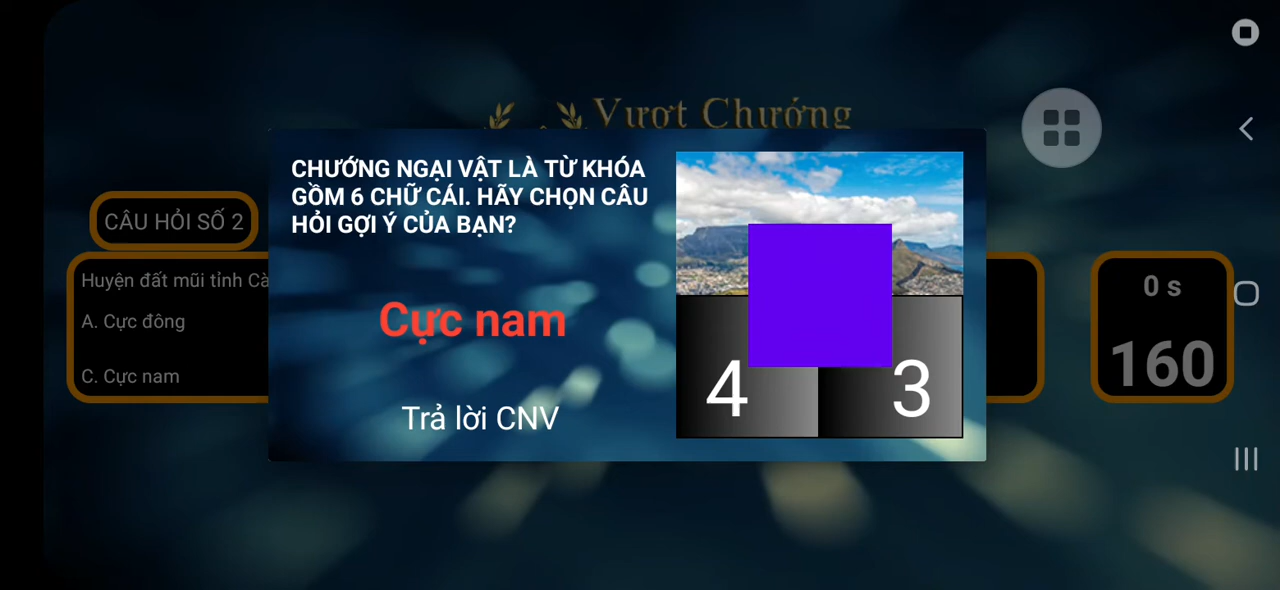 Vượt Chướng
CHƯỚNG NGẠI VẬT LÀ TỪ KHÓA
GỒM 6 CHỮ CÁI. HÃY CHỌN CÂU
HỎI GỢI Ý CỦA BẠN?
CÂU HỎI SỐ 2
Huyện đất mũi tỉnh Cà
A. Cực đông
C. Cực nam
Cực nam
Trả lời CNV
4
3
0 s
160